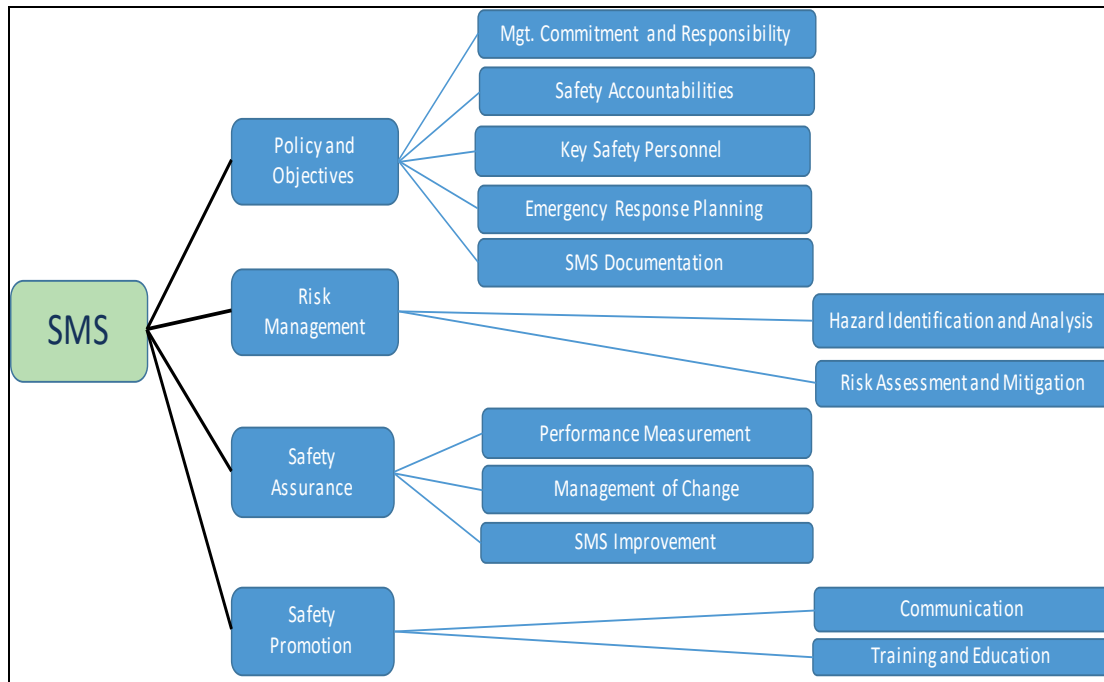 SMS
Policy and
Objectives
Mgt. Commitment and Responsibility
Safety Accountabilities
Key Safety Personnel
Emergency Response Planning
SMS Documentation
Risk
Management
Hazard Identification and Analysis
Risk Assessment and Mitigation
Safety
Assurance
Performance Measurement
Management of Change
SMS Improvement
Safety
Promotion
Communication
Training and Education